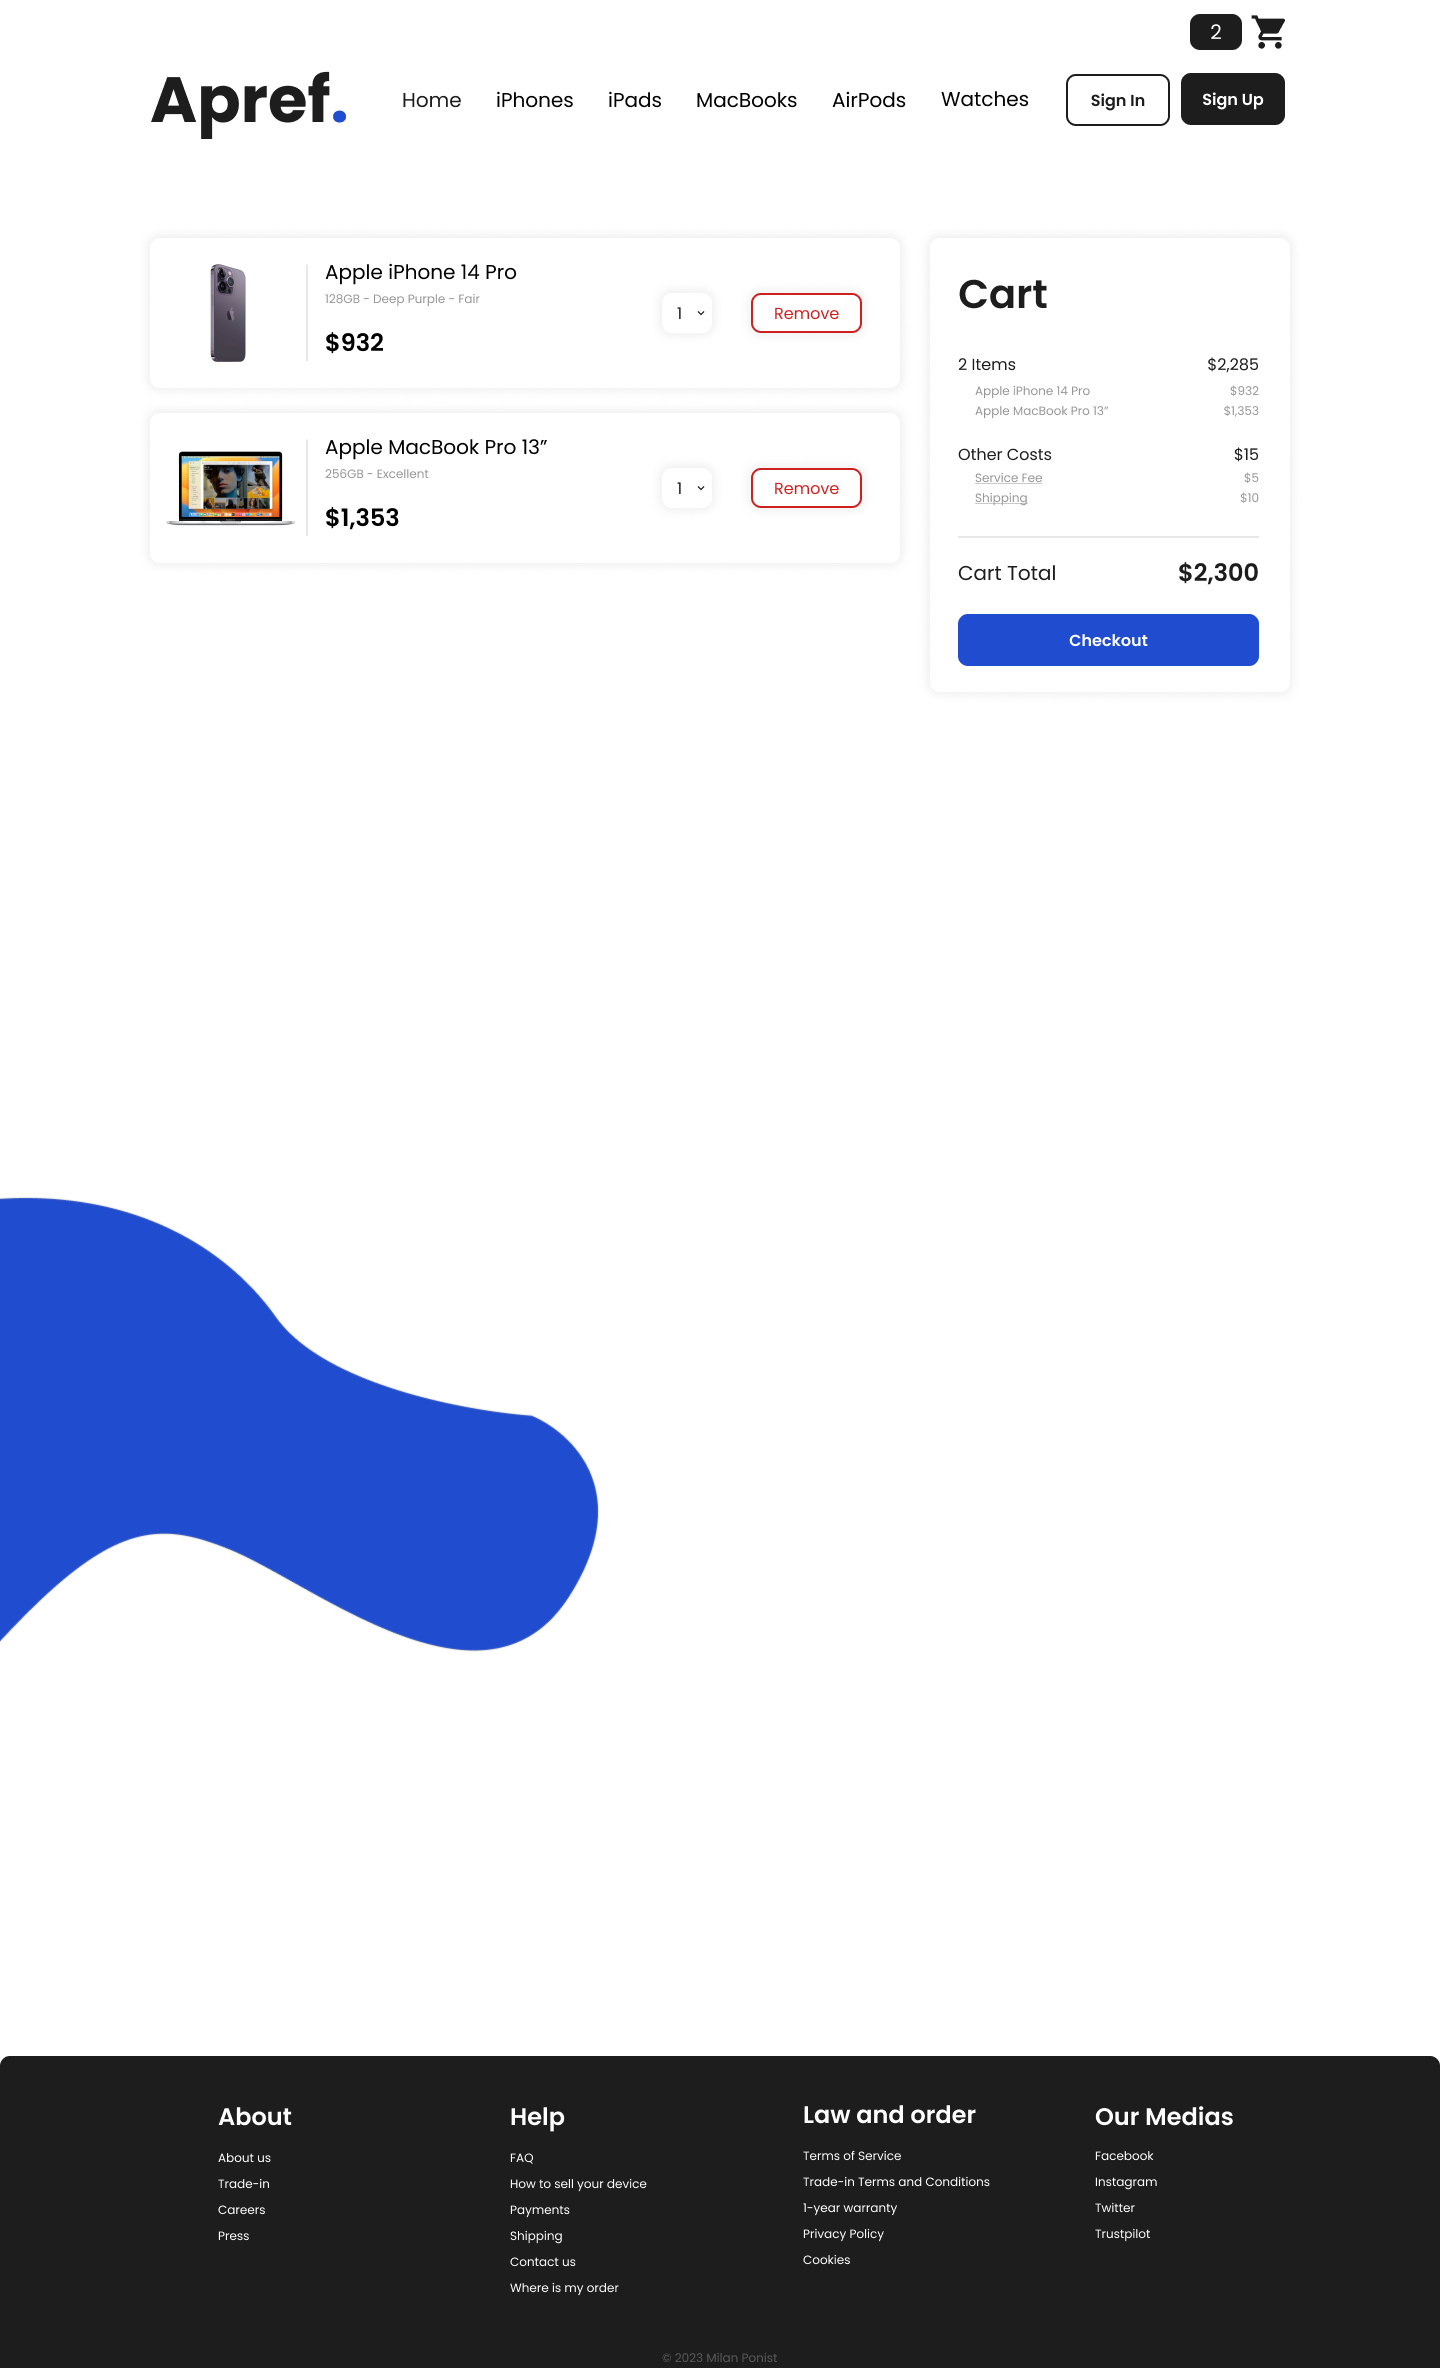 2
Apref.
Home iPhones iPads MacBooks AirPods Watches Sign In Sign Up
Apple iPhone 14 Pro
128GB - Deep Purple - Fair
$932
1
Remove
Apple MacBook Pro 13”
256GB - Excellent
$1,353
1
Remove
Cart
2 Items $2,285
Apple iPhone 14 Pro $932
Apple MacBook Pro 13” $1,353
Other Costs $15
Service Fee $5
Shipping $10
Cart Total $2,300
Checkout
About
About us
Trade-in
Careers
Press
Help
FAQ
How to sell your device
Payments
Shipping
Contact us
Where is my order
Law and order
Terms of Service
Trade-in Terms and Conditions
1-year warranty
Privacy Policy
Cookies
Our Medias
Facebook
Instagram
Twitter
Trustpilot
© 2023 Milan Ponist